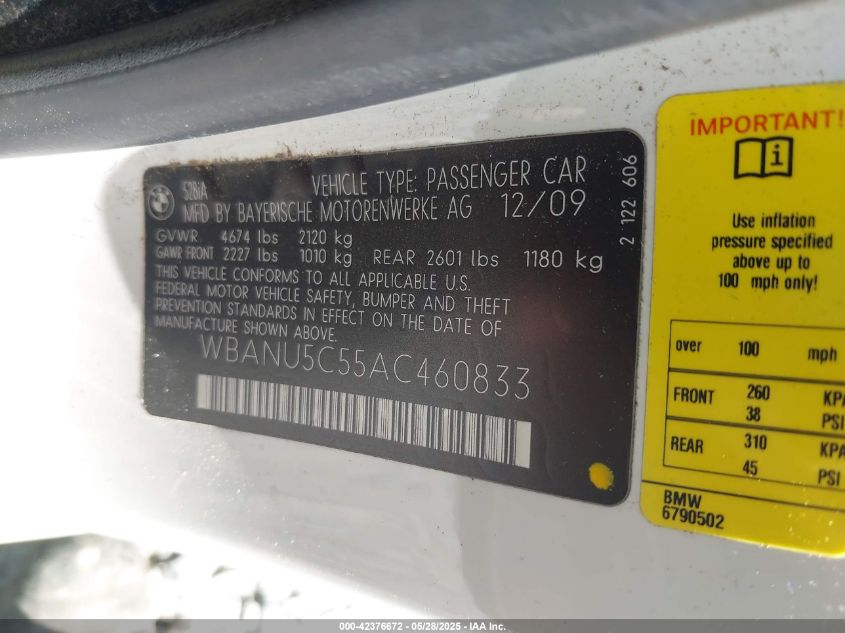 528iA VEHICLE TYPE: PASSENGER CAR
MFD BY BAYERISCHE MOTORENWERKE AG 12/09
GVWR 4674 lbs 2120 kg
GAWR FRONT 2227 lbs 1010 kg REAR 2601 lbs 1180 kg
THIS VEHICLE CONFORMS TO ALL APPLICABLE U.S.
FEDERAL MOTOR VEHICLE SAFETY, BUMPER AND THEFT
PREVENTION STANDARDS IN EFFECT ON THE DATE OF
MANUFACTURE SHOWN ABOVE.
WBANU5C55AC460833
2 122 606
IMPORTANT!
i
Use inflation
pressure specified
above up to
100 mph only!
over 100 mph
FRONT 260 KPA
38 PSI
REAR 310 KPA
45 PSI
BMW
6790502
000-42376672 - 05/28/2025 - IAA Inc.